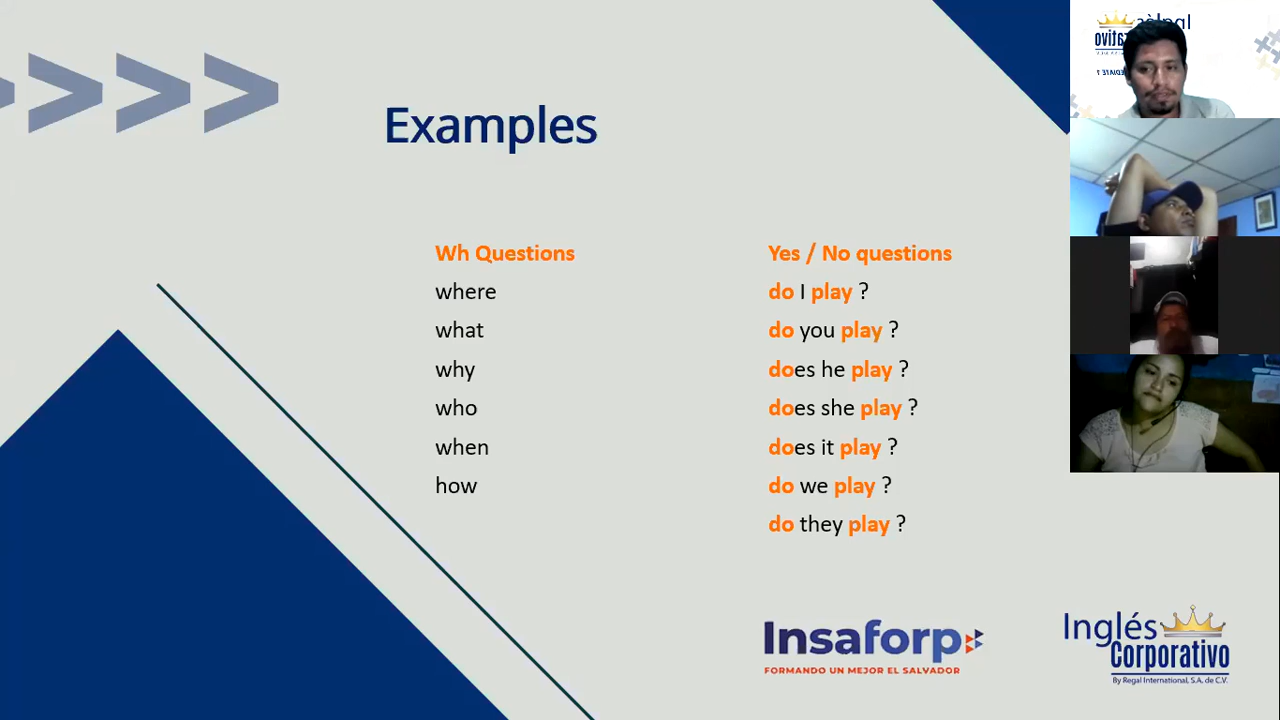 Examples
Wh Questions
where
what
why
who
when
how
Yes / No questions
do I play ?
do you play ?
does he play ?
does she play ?
does it play ?
do we play ?
do they play ?
Insaforp
FORMANDO UN MEJOR EL SALVADOR
Inglés
Corporativo
By Regal International, S.A. de C.V.